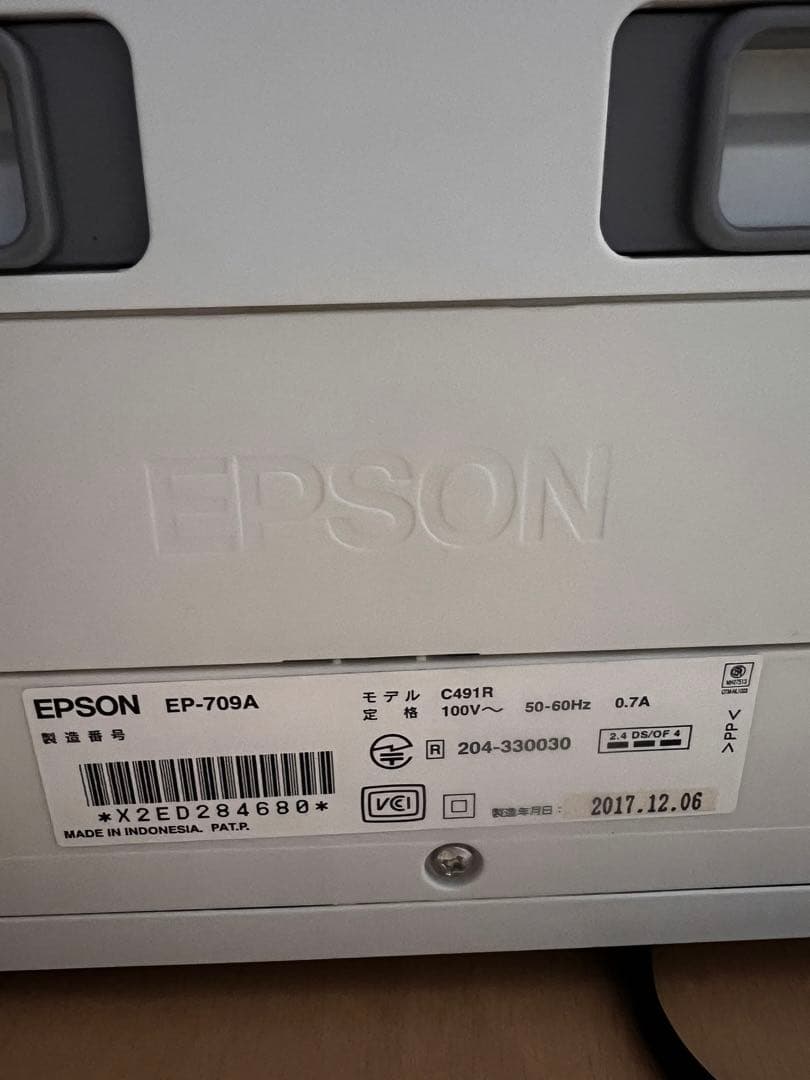 EPSON
EPSON EP-709A
製造番号
*X2ED284680*
MADE IN INDONESIA. PAT.P.
モデル C491R
定格 100V～ 50-60Hz 0.7A
R 204-330030
2.4 DS/OF 4
VCI
製造年月日: 2017.12.06
>PP<